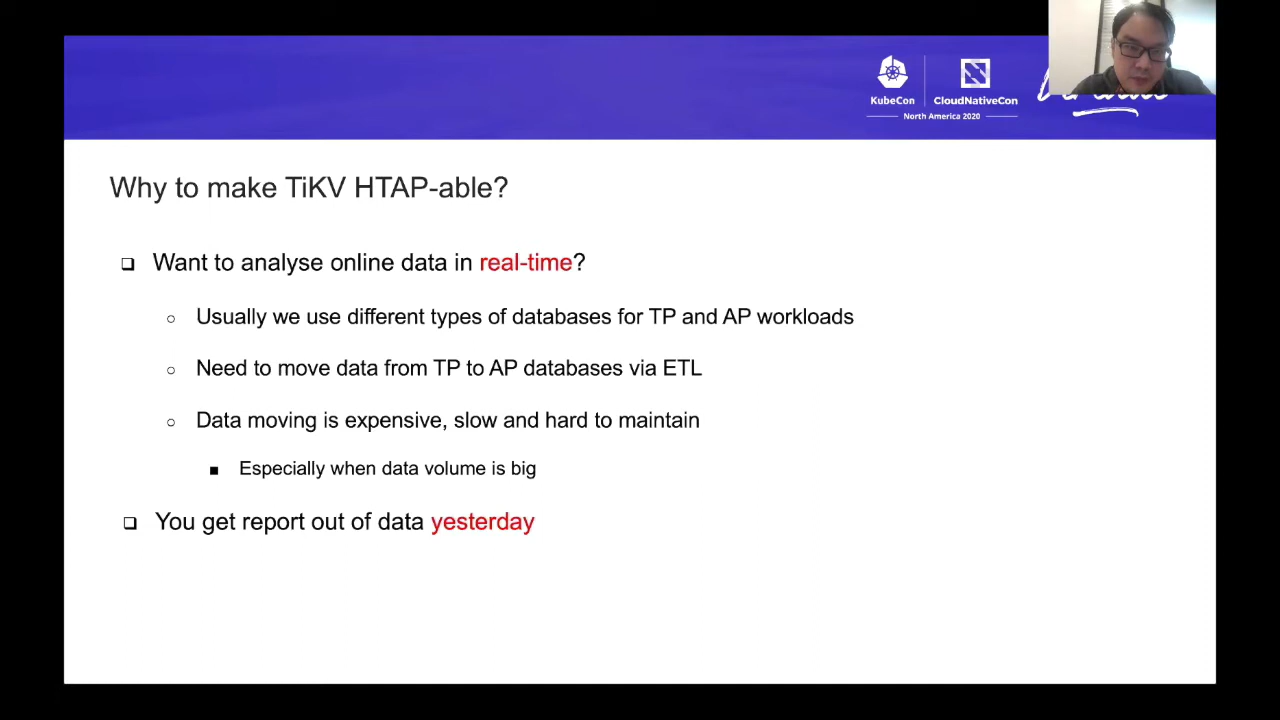 KubeCon
CloudNativeCon
North America 2020
Why to make TiKV HTAP-able?
Want to analyse online data in real-time?
Usually we use different types of databases for TP and AP workloads
Need to move data from TP to AP databases via ETL
Data moving is expensive, slow and hard to maintain
Especially when data volume is big
You get report out of data yesterday